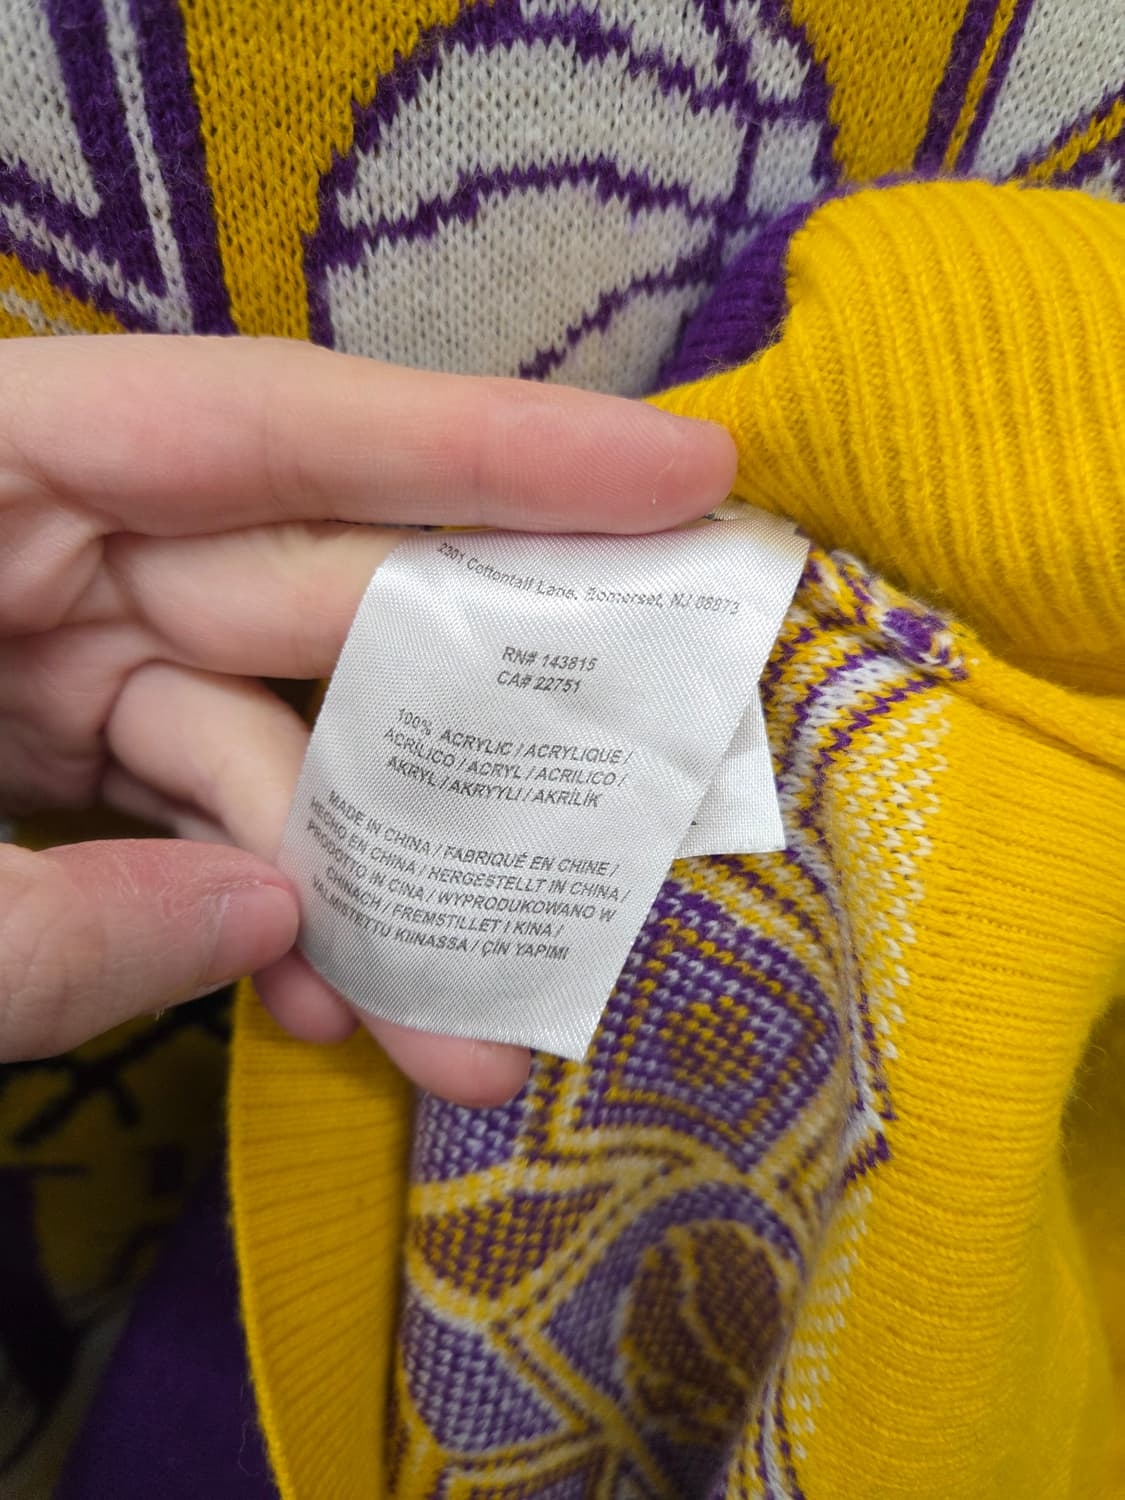 2301 Cottontail Lane, Somerset, NJ 08873
RN# 143815
CA# 22751
100% ACRYLIC / ACRYLIQUE /
ACRÍLICO / ACRYL / ACRILICO /
AKRYL / AKRYYLI / AKRİLİK
MADE IN CHINA / FABRIQUÉ EN CHINE /
HECHO EN CHINA / HERGESTELLT IN CHINA /
PRODOTTO IN CINA / WYPRODUKOWANO W
CHINACH / FREMSTILLET / KINA /
VALMISTETTU KIINASSA / ÇİN YAPIMI